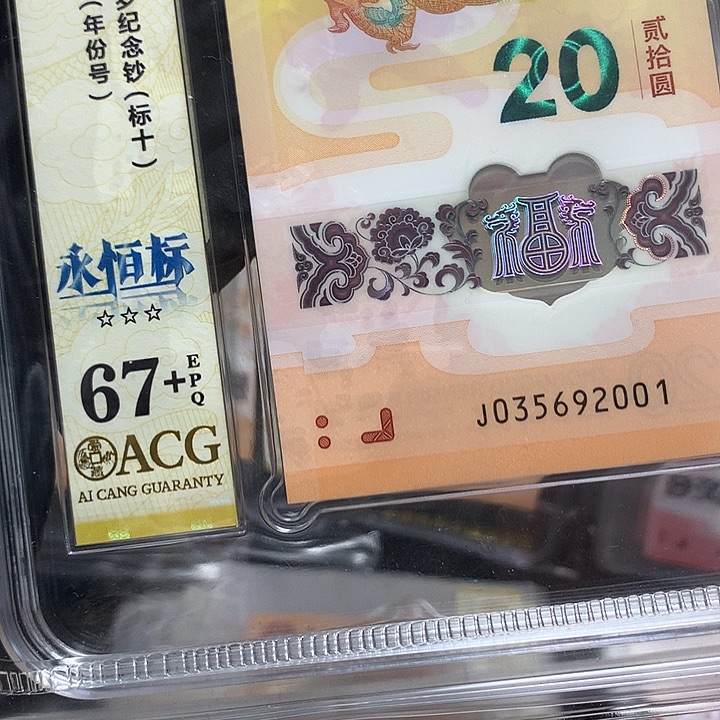 纪念钞（标十）
（年份号）
永恒标
☆☆☆
67+EPQ
ACG
AI CANG GUARANTY
20
贰拾圆
J035692001